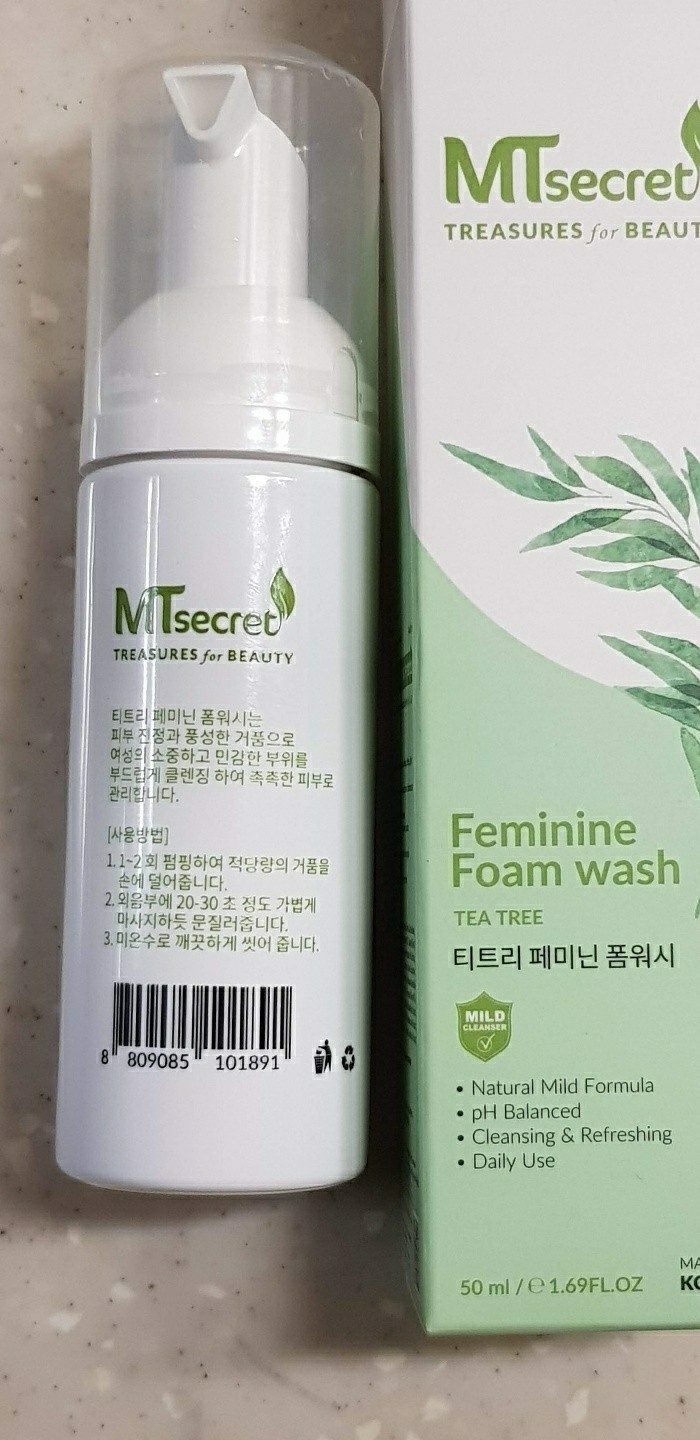 MTsecret
TREASURES for BEAUTY
티트리 페미닌 폼워시는
피부 진정과 풍성한 거품으로
여성의 소중하고 민감한 부위를
부드럽게 클렌징 하여 촉촉한 피부로
관리합니다.
[사용방법]
1. 1~2회 펌핑하여 적당량의 거품을
손에 덜어줍니다.
2. 외음부에 20-30 초 정도 가볍게
마사지하듯 문질러줍니다.
3. 미온수로 깨끗하게 씻어 줍니다.
8 809085 101891
MTsecret
TREASURES for BEAUT
Feminine
Foam wash
TEA TREE
티트리 페미닌 폼워시
MILD
CLEANSER
• Natural Mild Formula
• pH Balanced
• Cleansing & Refreshing
• Daily Use
50 ml / ℮ 1.69FL.OZ
MA
KO